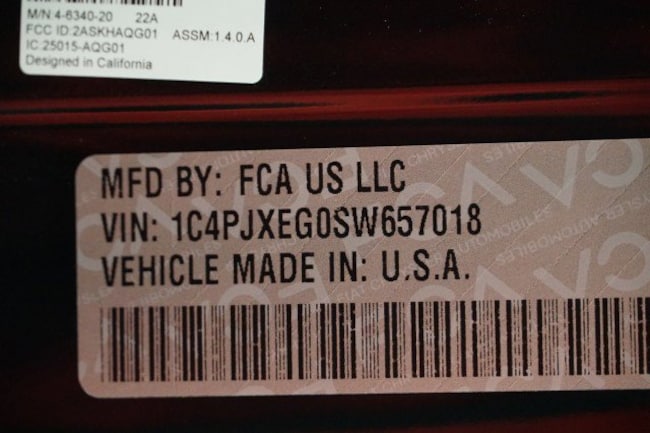 M/N:4-6340-20 22A
FCC ID:2ASKHAQG01 ASSM:1.4.0.A
IC:25015-AQG01
Designed in California
MFD BY: FCA US LLC
VIN: 1C4PJXEG0SW657018
VEHICLE MADE IN: U.S.A.